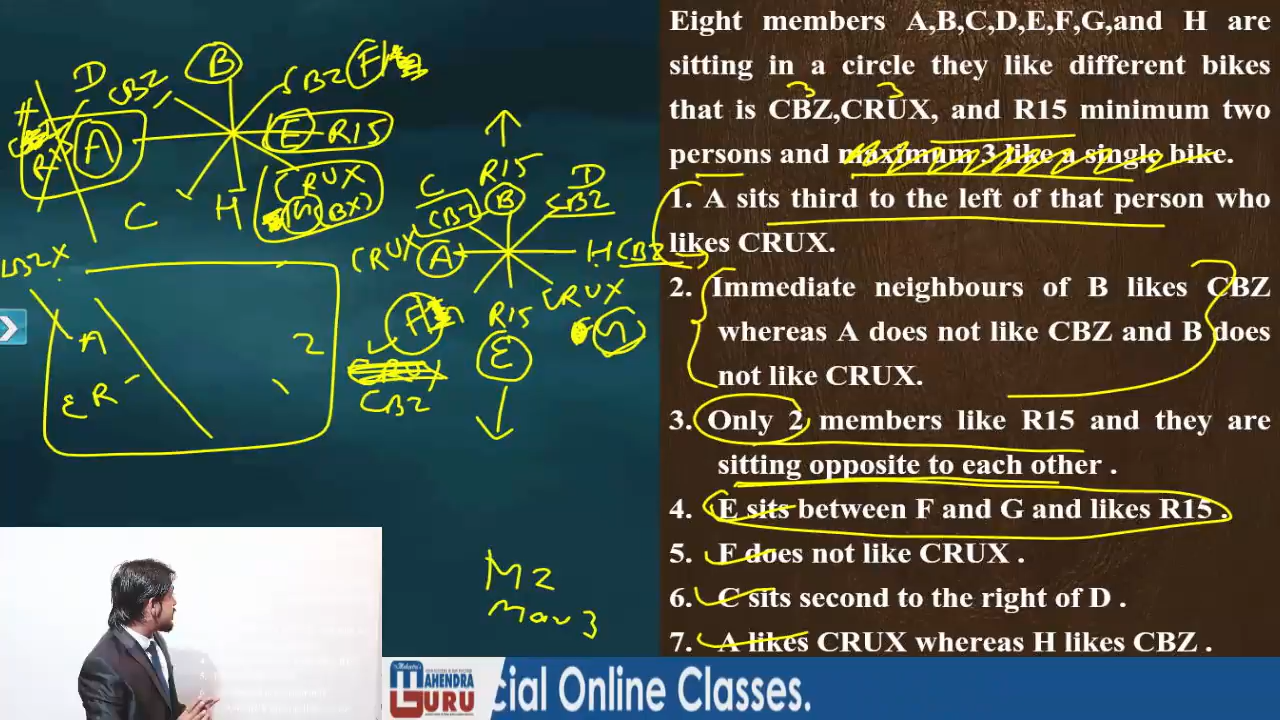 Eight members A,B,C,D,E,F,G,and H are
sitting in a circle they like different bikes
that is CBZ,CRUX, and R15 minimum two
persons and maximum 3 like a single bike.
1. A sits third to the left of that person who
likes CRUX.
2. Immediate neighbours of B likes CBZ
whereas A does not like CBZ and B does
not like CRUX.
3. Only 2 members like R15 and they are
sitting opposite to each other .
4. E sits between F and G and likes R15 .
5. F does not like CRUX .
6. C sits second to the right of D .
7. A likes CRUX whereas H likes CBZ .
D
CBZ
B
CBZ
A
E R15
CRUX
C
H
R15
B
C
CBZ
D
CBZ
CRUX
A
H CBZ
R15
E
CRUX
CBZ
A
2
E R
M 2
Max 3
MAHENDRA
GURU
cial Online Classes.